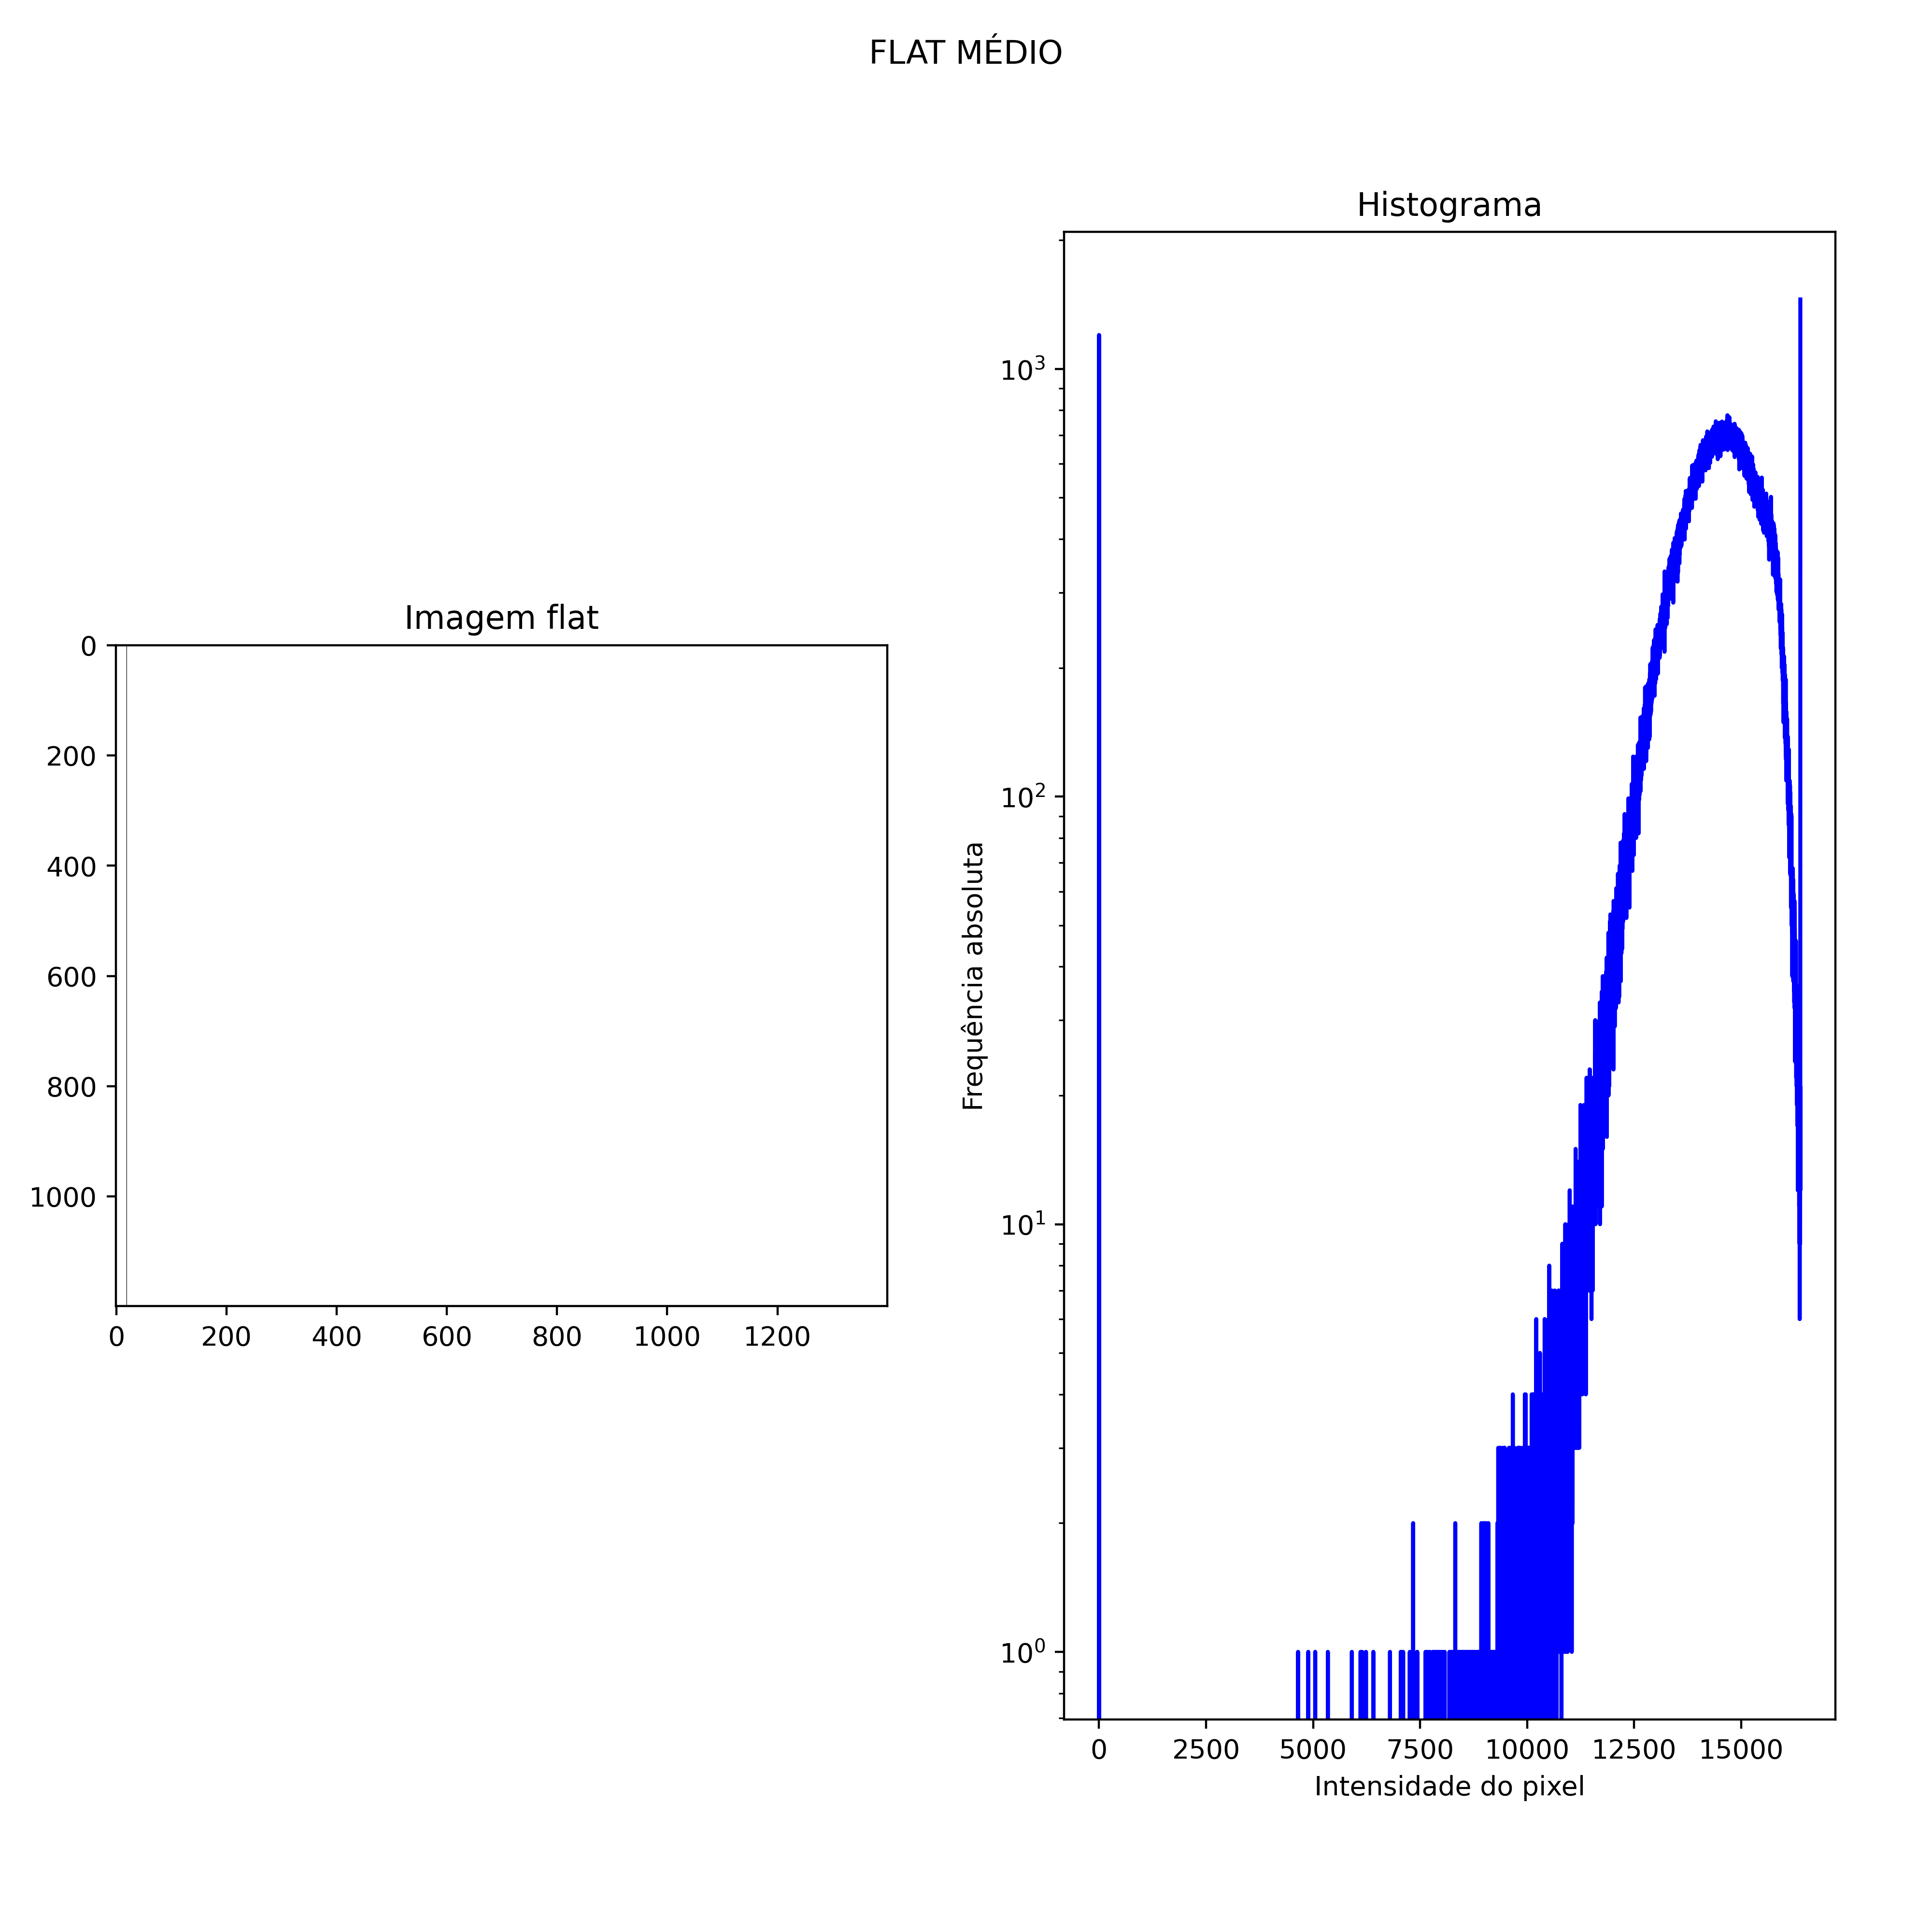 FLAT MÉDIO
Imagem flat
0
200
400
600
800
1000
0 200 400 600 800 1000 1200
Histograma
Frequência absoluta
10³
10²
10¹
10⁰
0 2500 5000 7500 10000 12500 15000
Intensidade do pixel